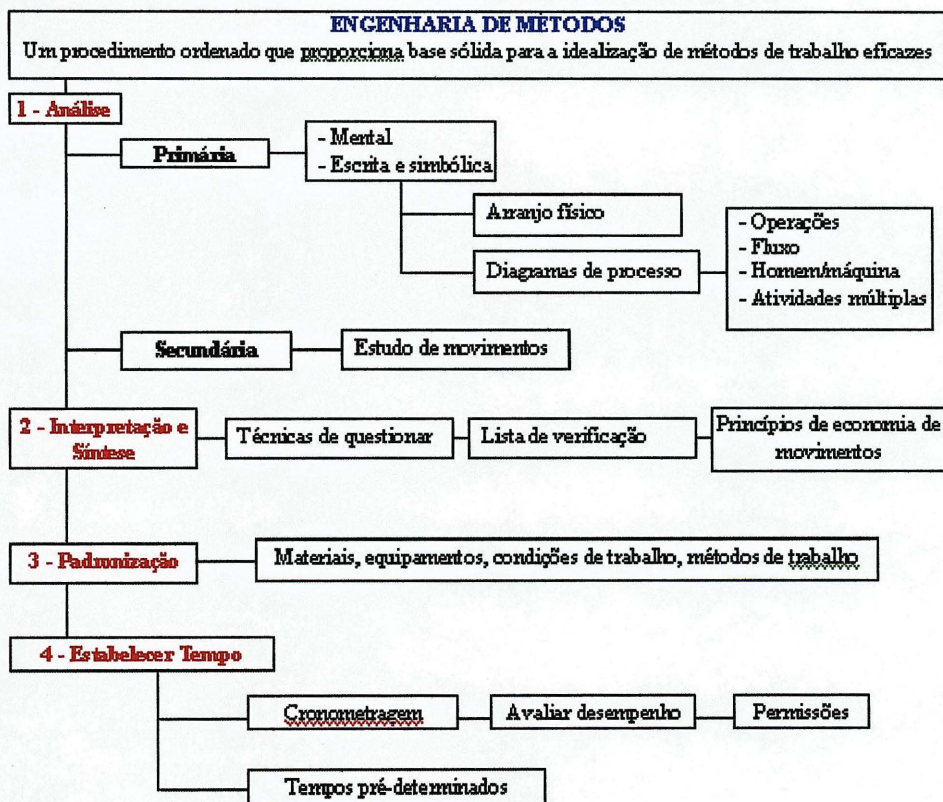 ENGENHARIA DE MÉTODOS
Um procedimento ordenado que proporciona base sólida para a idealização de métodos de trabalho eficazes
1 - Análise
Primária
- Mental
- Escrita e simbólica
Arranjo físico
Diagramas de processo
- Operações
- Fluxo
- Homem/máquina
- Atividades múltiplas
Secundária
Estudo de movimentos
2 - Interpretação e
Síntese
Técnicas de questionar
Lista de verificação
Princípios de economia de
movimentos
3 - Padronização
Materiais, equipamentos, condições de trabalho, métodos de trabalho
4 - Estabelecer Tempo
Cronometragem
Avaliar desempenho
Permissões
Tempos pré-determinados